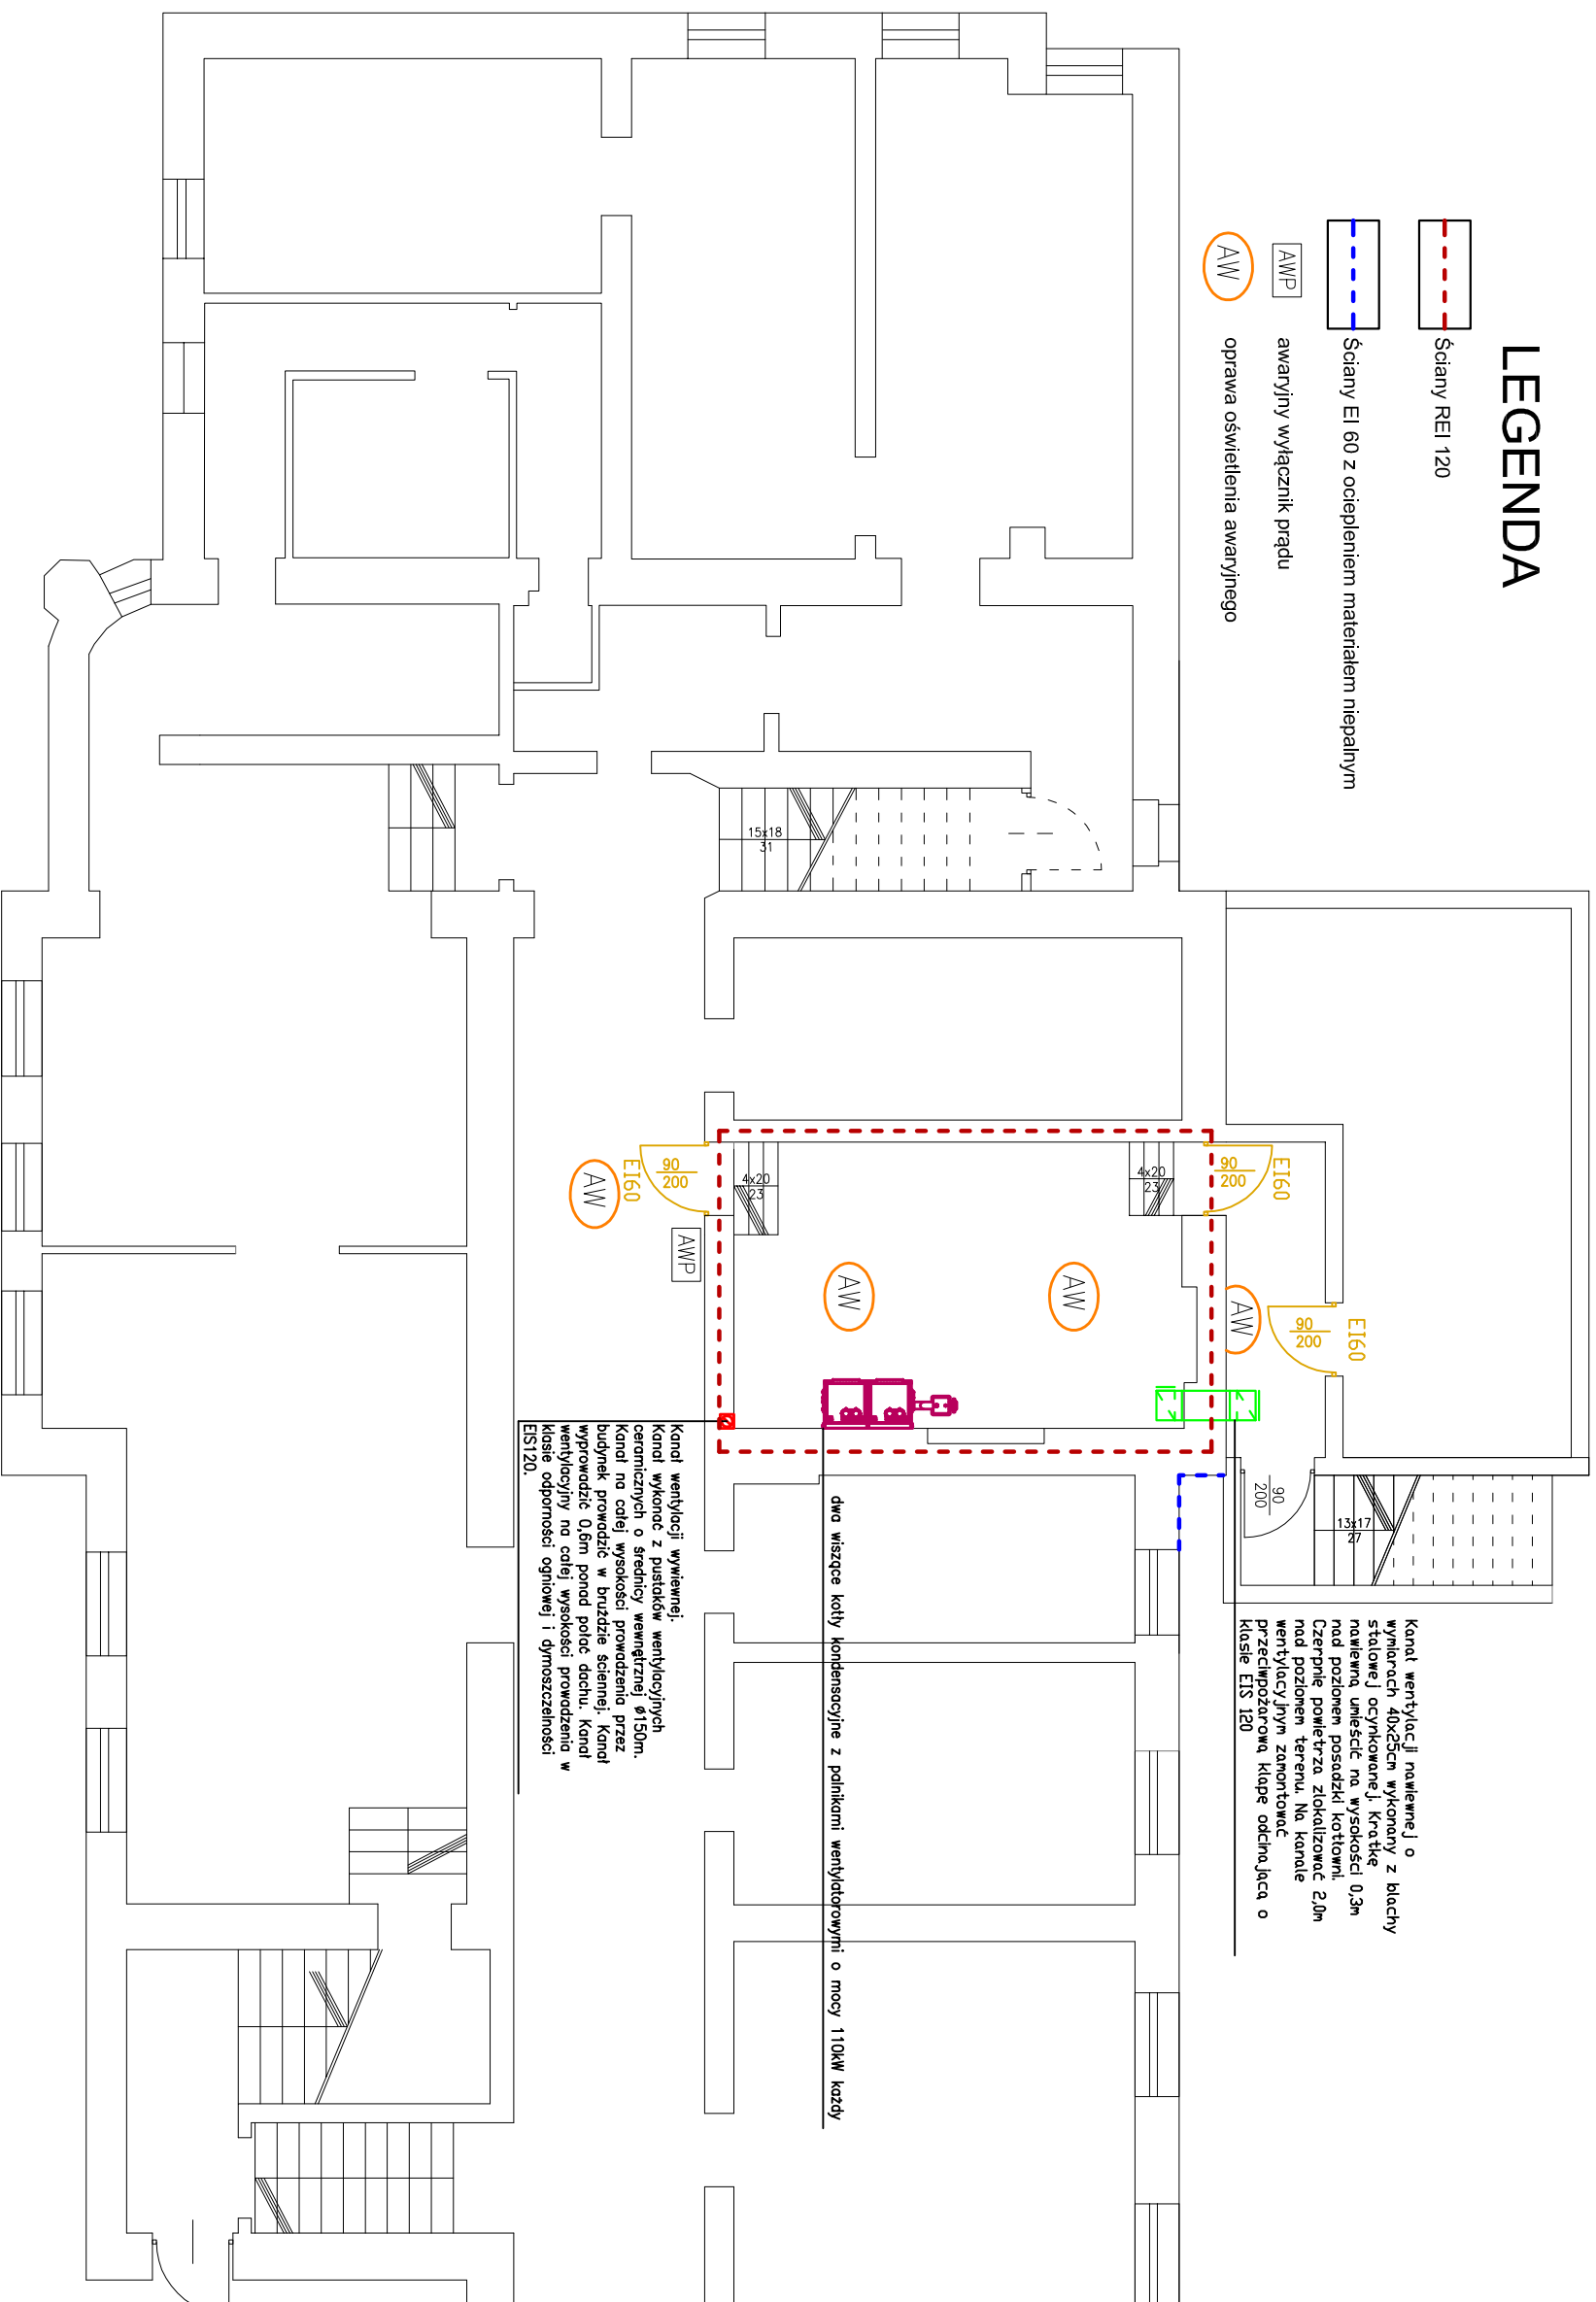 LEGENDA
Ściany REI 120
Ściany EI 60 z ociepleniem materiałem niepalnym
AWP
awaryjny wyłącznik prądu
AW
oprawa oświetlenia awaryjnego
15x18
31
EI60
90
200
4x20
23
AW
EI60
90
200
AW
AW
4x20
23
EI60
90
200
AW
AWP
90
200
13x17
27
Kanał wentylacji nawiewnej o
wymiarach 40x25cm wykonany z blachy
stalowej ocynkowanej. Kratkę
nawiewną umieścić na wysokości 0,3m
nad poziomem posadzki kotłowni.
Czerpnię powietrza zlokalizować 2,0m
nad poziomem terenu. Na kanale
wentylacyjnym zamontować
przeciwpożarową klapę odcinającą o
klasie EIS 120
dwa wiszące kotły kondensacyjne z palnikami wentylatorowymi o mocy 110kW każdy
Kanał wentylacji wywiewnej.
Kanał wykonać z pustaków wentylacyjnych
ceramicznych o średnicy wewnętrznej Ø150m.
Kanał na całej wysokości prowadzenia przez
budynek prowadzić w bruździe ściennej. Kanał
wyprowadzić 0,6m ponad połać dachu. Kanał
wentylacyjny na całej wysokości prowadzenia w
klasie odporności ogniowej i dymoszczelności
EIS120.